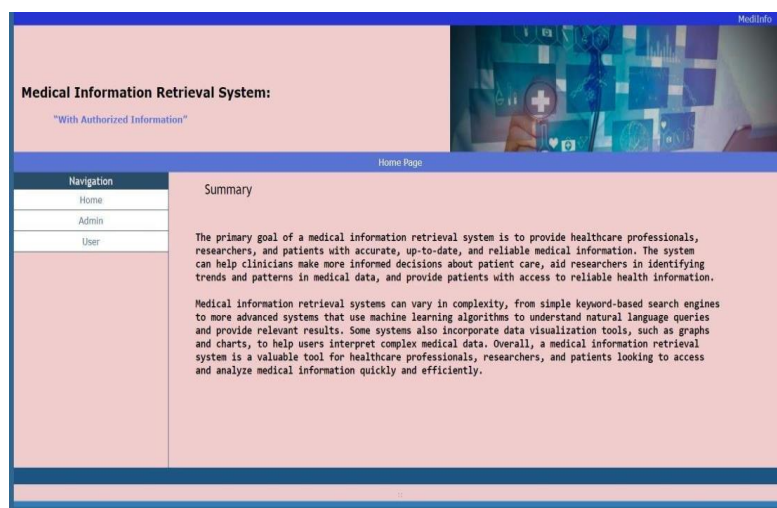 MediInfo
Medical Information Retrieval System:
"With Authorized Information"
Home Page
Navigation
Home
Admin
User
Summary
The primary goal of a medical information retrieval system is to provide healthcare professionals,
researchers, and patients with accurate, up-to-date, and reliable medical information. The system
can help clinicians make more informed decisions about patient care, aid researchers in identifying
trends and patterns in medical data, and provide patients with access to reliable health information.
Medical information retrieval systems can vary in complexity, from simple keyword-based search engines
to more advanced systems that use machine learning algorithms to understand natural language queries
and provide relevant results. Some systems also incorporate data visualization tools, such as graphs
and charts, to help users interpret complex medical data. Overall, a medical information retrieval
system is a valuable tool for healthcare professionals, researchers, and patients looking to access
and analyze medical information quickly and efficiently.